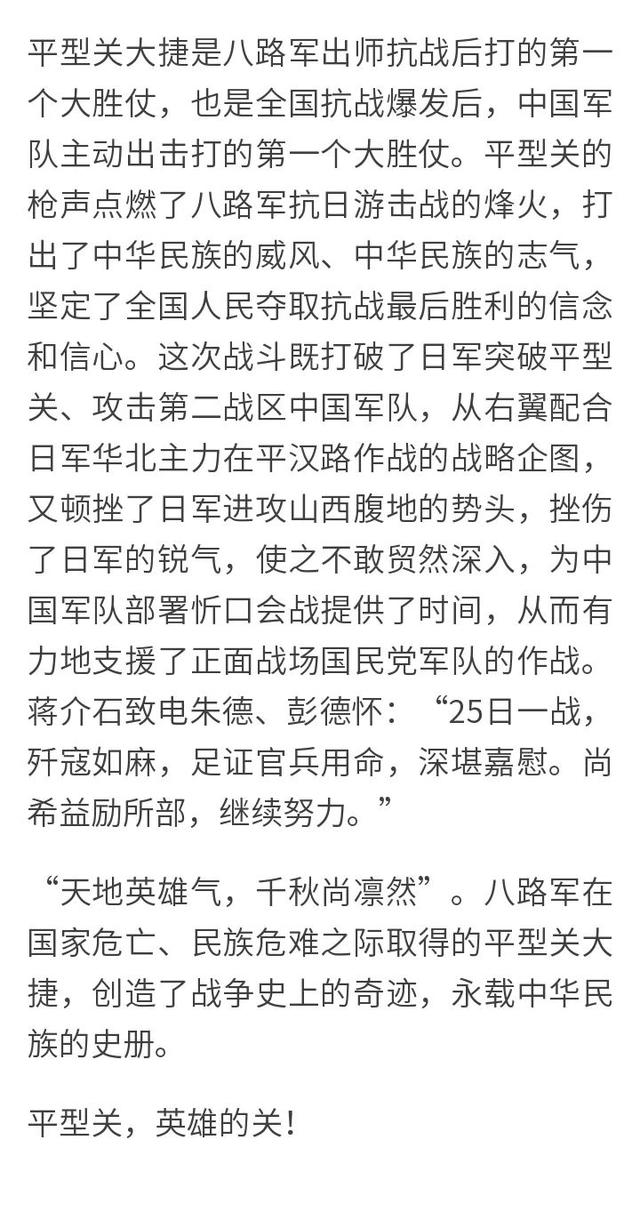 平型关大捷是八路军出师抗战后打的第一
个大胜仗，也是全国抗战爆发后，中国军
队主动出击打的第一个大胜仗。平型关的
枪声点燃了八路军抗日游击战的烽火，打
出了中华民族的威风、中华民族的志气，
坚定了全国人民夺取抗战最后胜利的信念
和信心。这次战斗既打破了日军突破平型
关、攻击第二战区中国军队，从右翼配合
日军华北主力在平汉路作战的战略企图，
又顿挫了日军进攻山西腹地的势头，挫伤
了日军的锐气，使之不敢贸然深入，为中
国军队部署忻口会战提供了时间，从而有
力地支援了正面战场国民党军队的作战。
蒋介石致电朱德、彭德怀：“25日一战，
歼寇如麻，足证官兵用命，深堪嘉慰。尚
希益励所部，继续努力。”
“天地英雄气，千秋尚凛然”。八路军在
国家危亡、民族危难之际取得的平型关大
捷，创造了战争史上的奇迹，永载中华民
族的史册。
平型关，英雄的关！